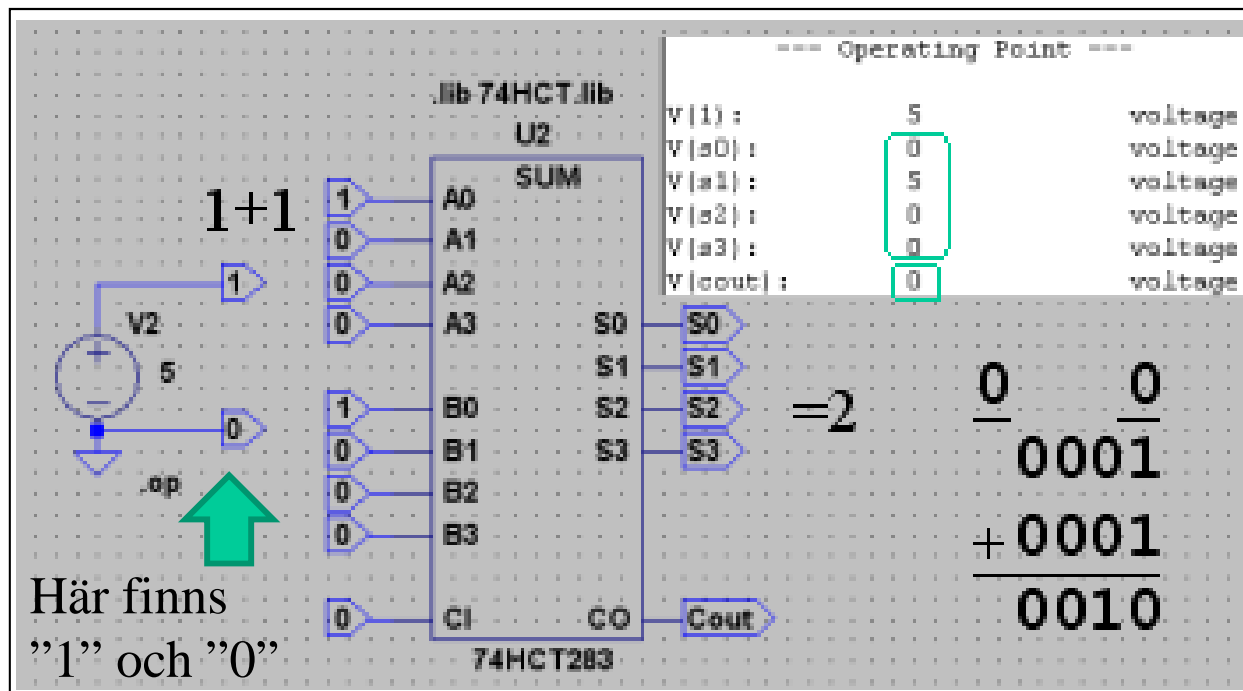 --- Operating Point ---
V(1): 5 voltage
V(s0): 0 voltage
V(s1): 5 voltage
V(s2): 0 voltage
V(s3): 0 voltage
V(cout): 0 voltage
.lib 74HCT.lib
U2
SUM
1+1
1 A0
0 A1
0 A2
0 A3
1 B0
0 B1
0 B2
0 B3
0 CI
S0 S0
S1 S1
S2 S2
S3 S3
CO Cout
74HCT283
1
V2
5
0
.op
Här finns
”1” och ”0”
=2
0 0
0001
+0001
0010